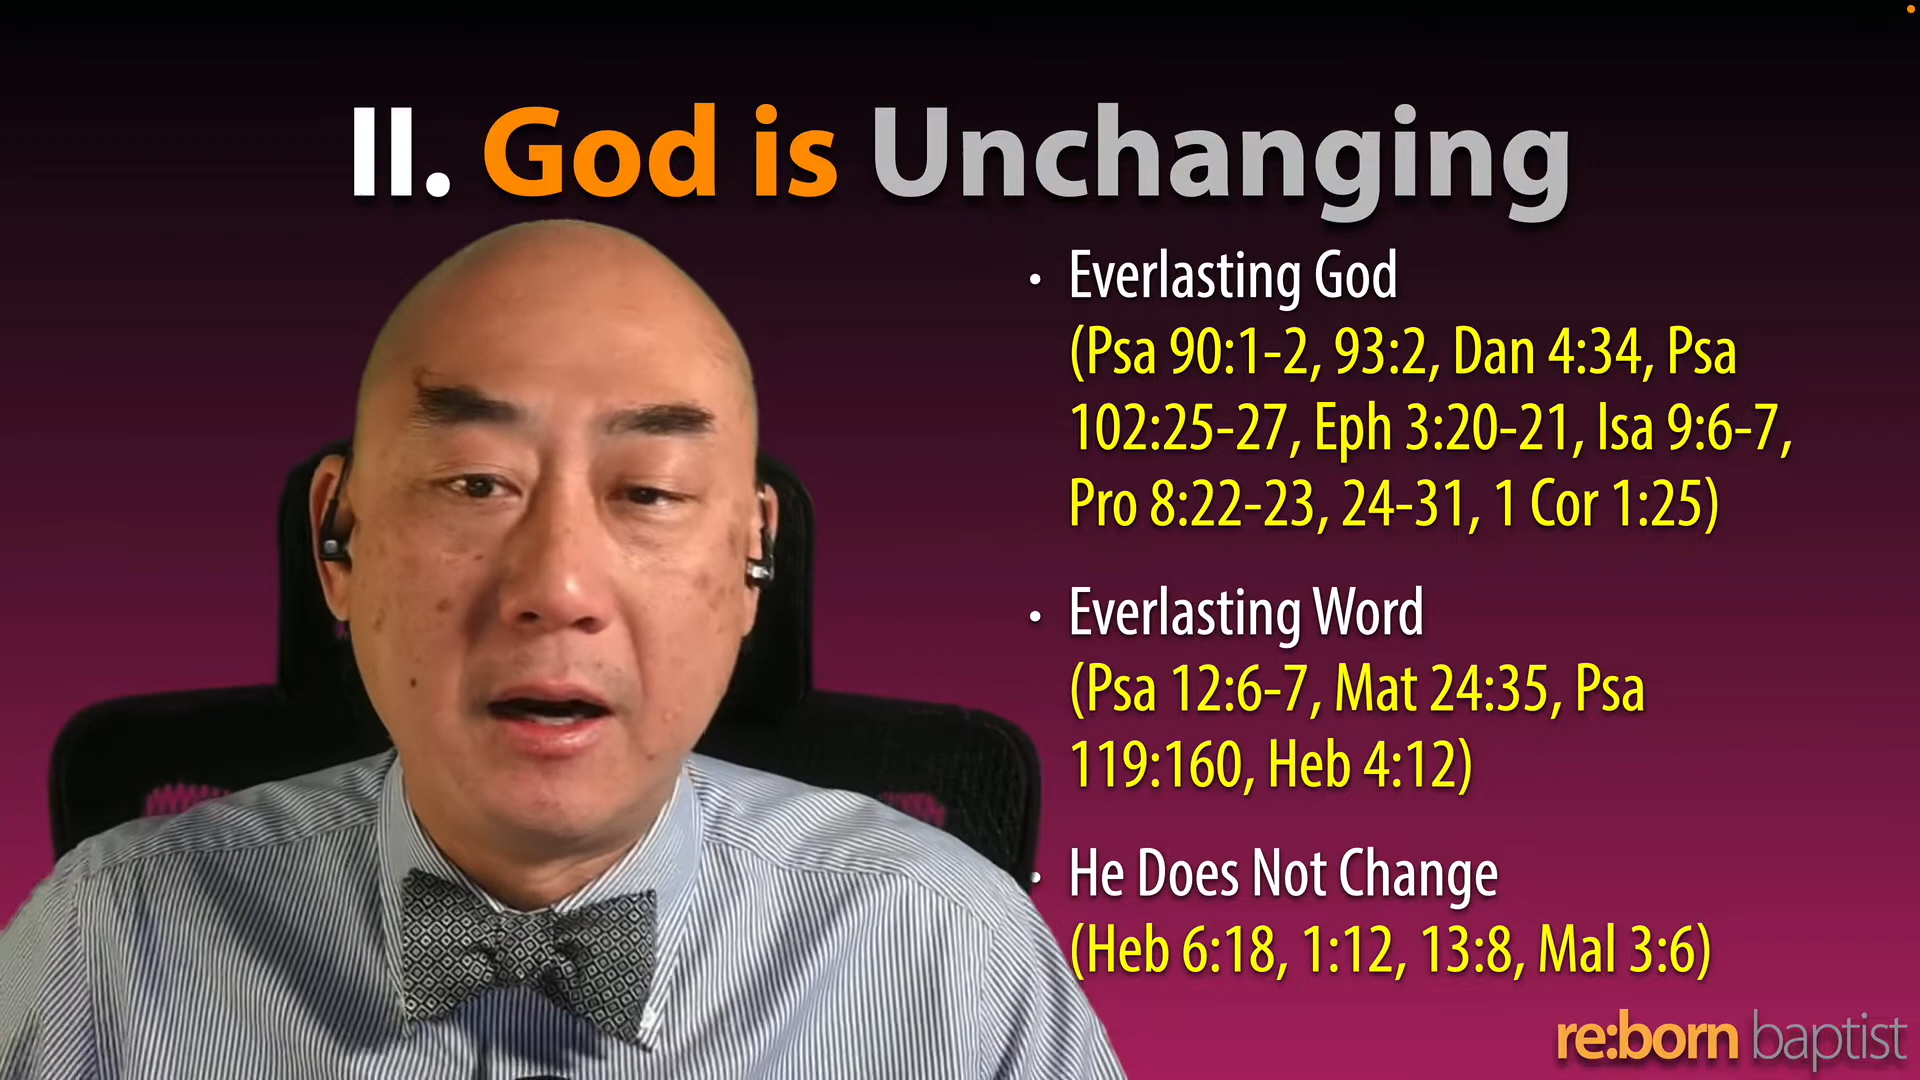 II. God is Unchanging
• Everlasting God
(Psa 90:1-2, 93:2, Dan 4:34, Psa
102:25-27, Eph 3:20-21, Isa 9:6-7,
Pro 8:22-23, 24-31, 1 Cor 1:25)
• Everlasting Word
(Psa 12:6-7, Mat 24:35, Psa
119:160, Heb 4:12)
• He Does Not Change
(Heb 6:18, 1:12, 13:8, Mal 3:6)
re:born baptist